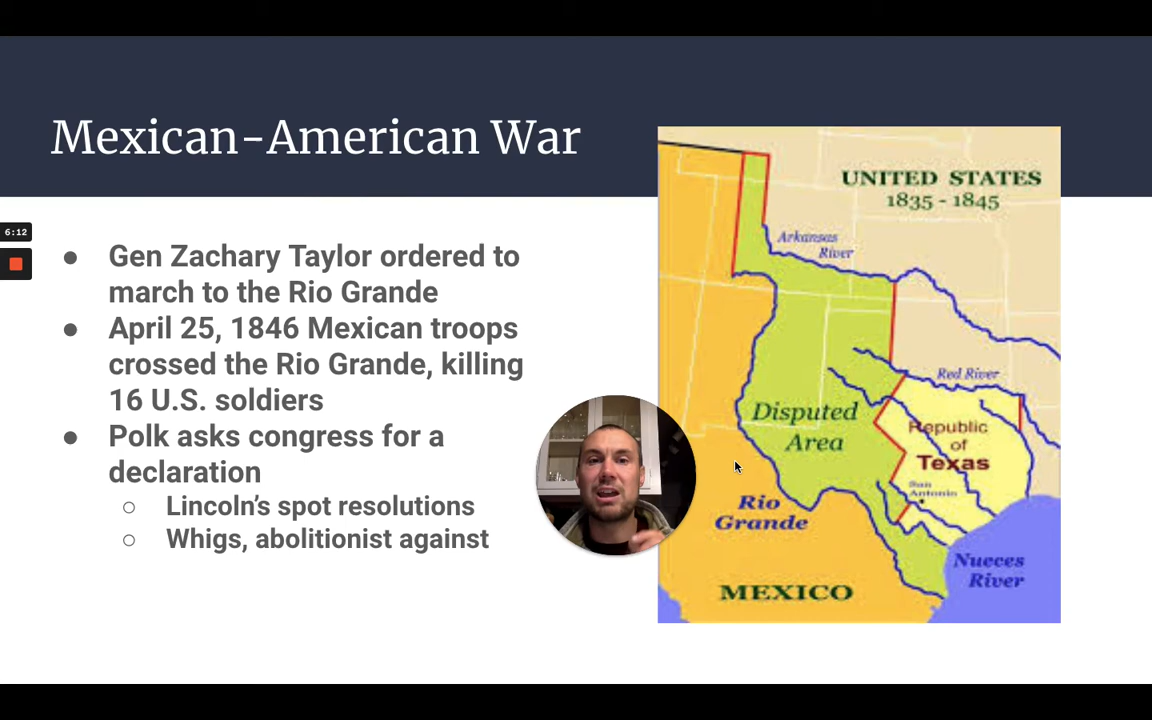 Mexican-American War
6:12
● Gen Zachary Taylor ordered to
march to the Rio Grande
● April 25, 1846 Mexican troops
crossed the Rio Grande, killing
16 U.S. soldiers
● Polk asks congress for a
declaration
○ Lincoln's spot resolutions
○ Whigs, abolitionist against
UNITED STATES
1835 - 1845
Arkansas
River
Red River
Disputed
Area
Republic
of
Texas
San
Antonio
Rio
Grande
Nueces
River
MEXICO